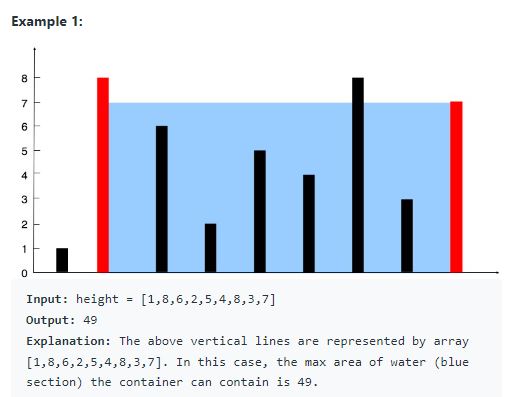 Example 1:
8
7
6
5
4
3
2
1
0
Input: height = [1,8,6,2,5,4,8,3,7]
Output: 49
Explanation: The above vertical lines are represented by array
[1,8,6,2,5,4,8,3,7]. In this case, the max area of water (blue
section) the container can contain is 49.